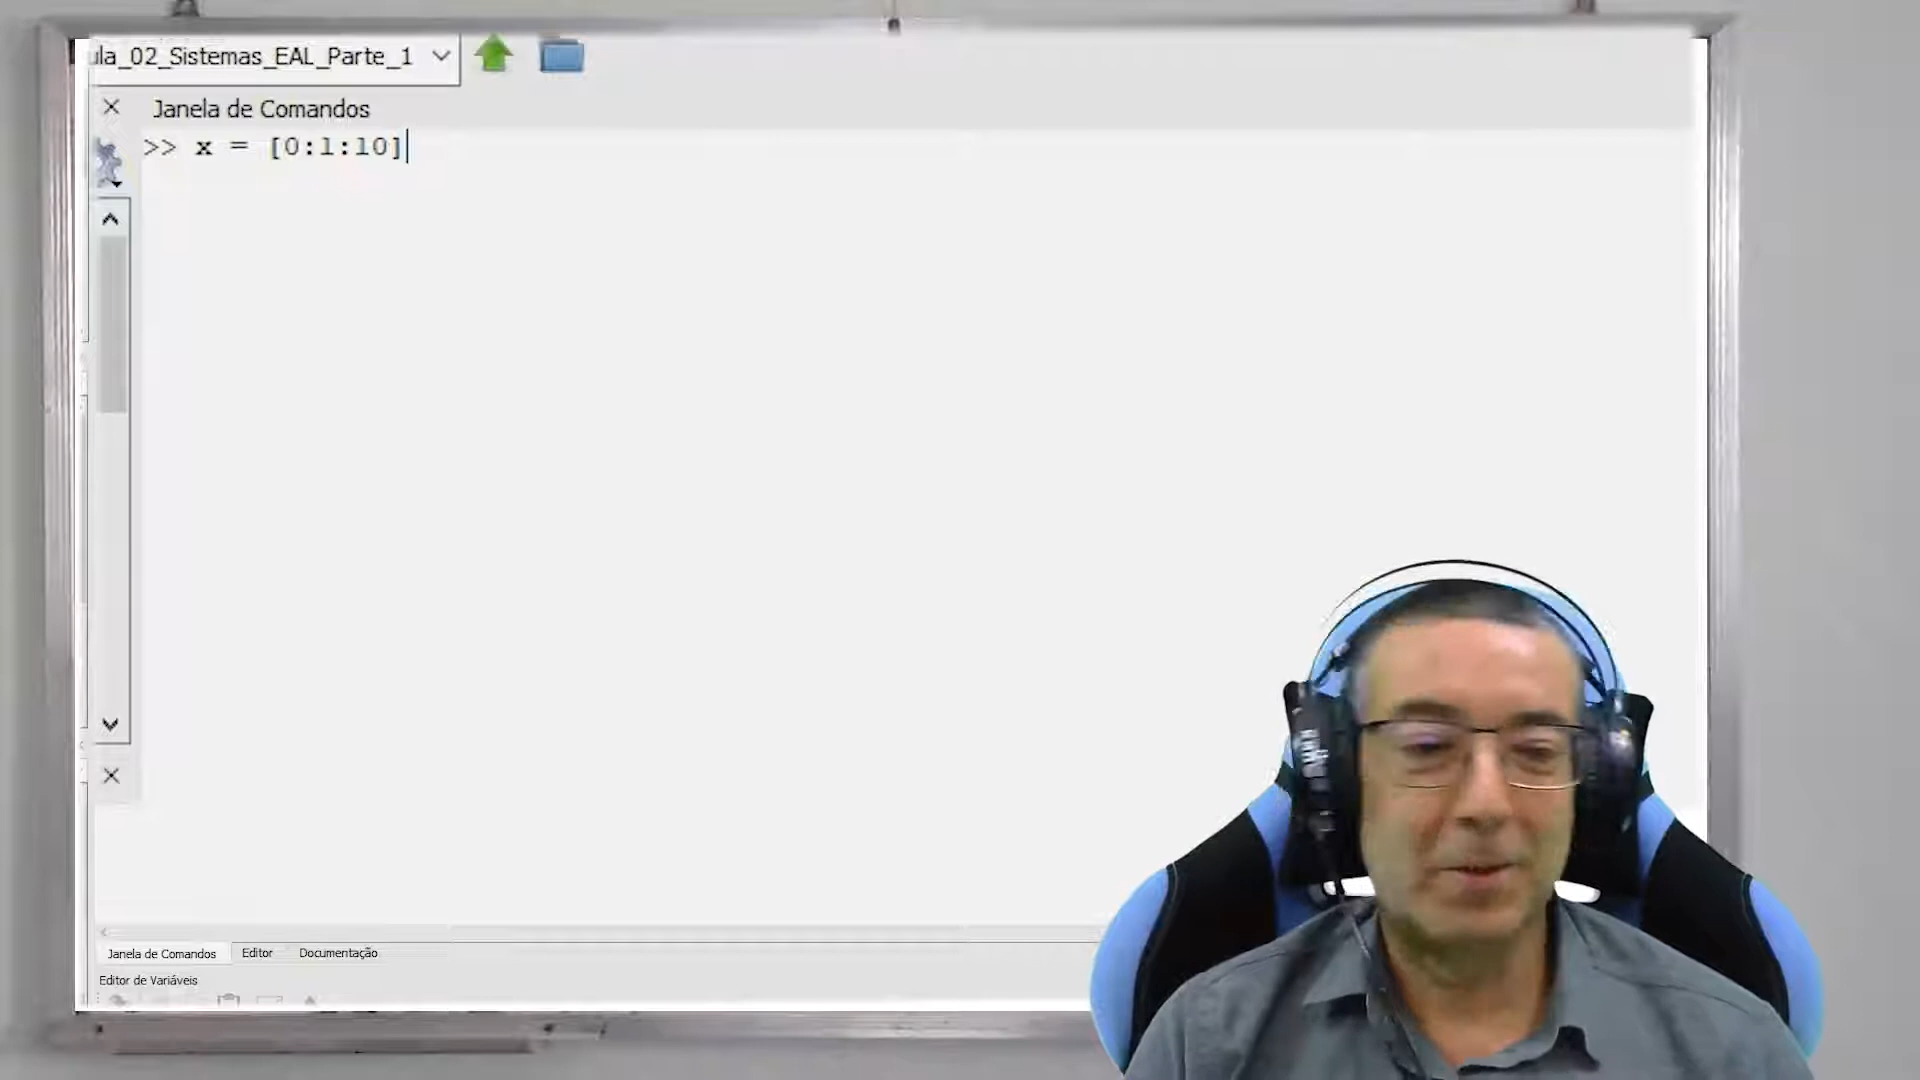 ula_02_Sistemas_EAL_Parte_1
Janela de Comandos
>> x = [0:1:10]
Janela de Comandos Editor Documentação
Editor de Variáveis